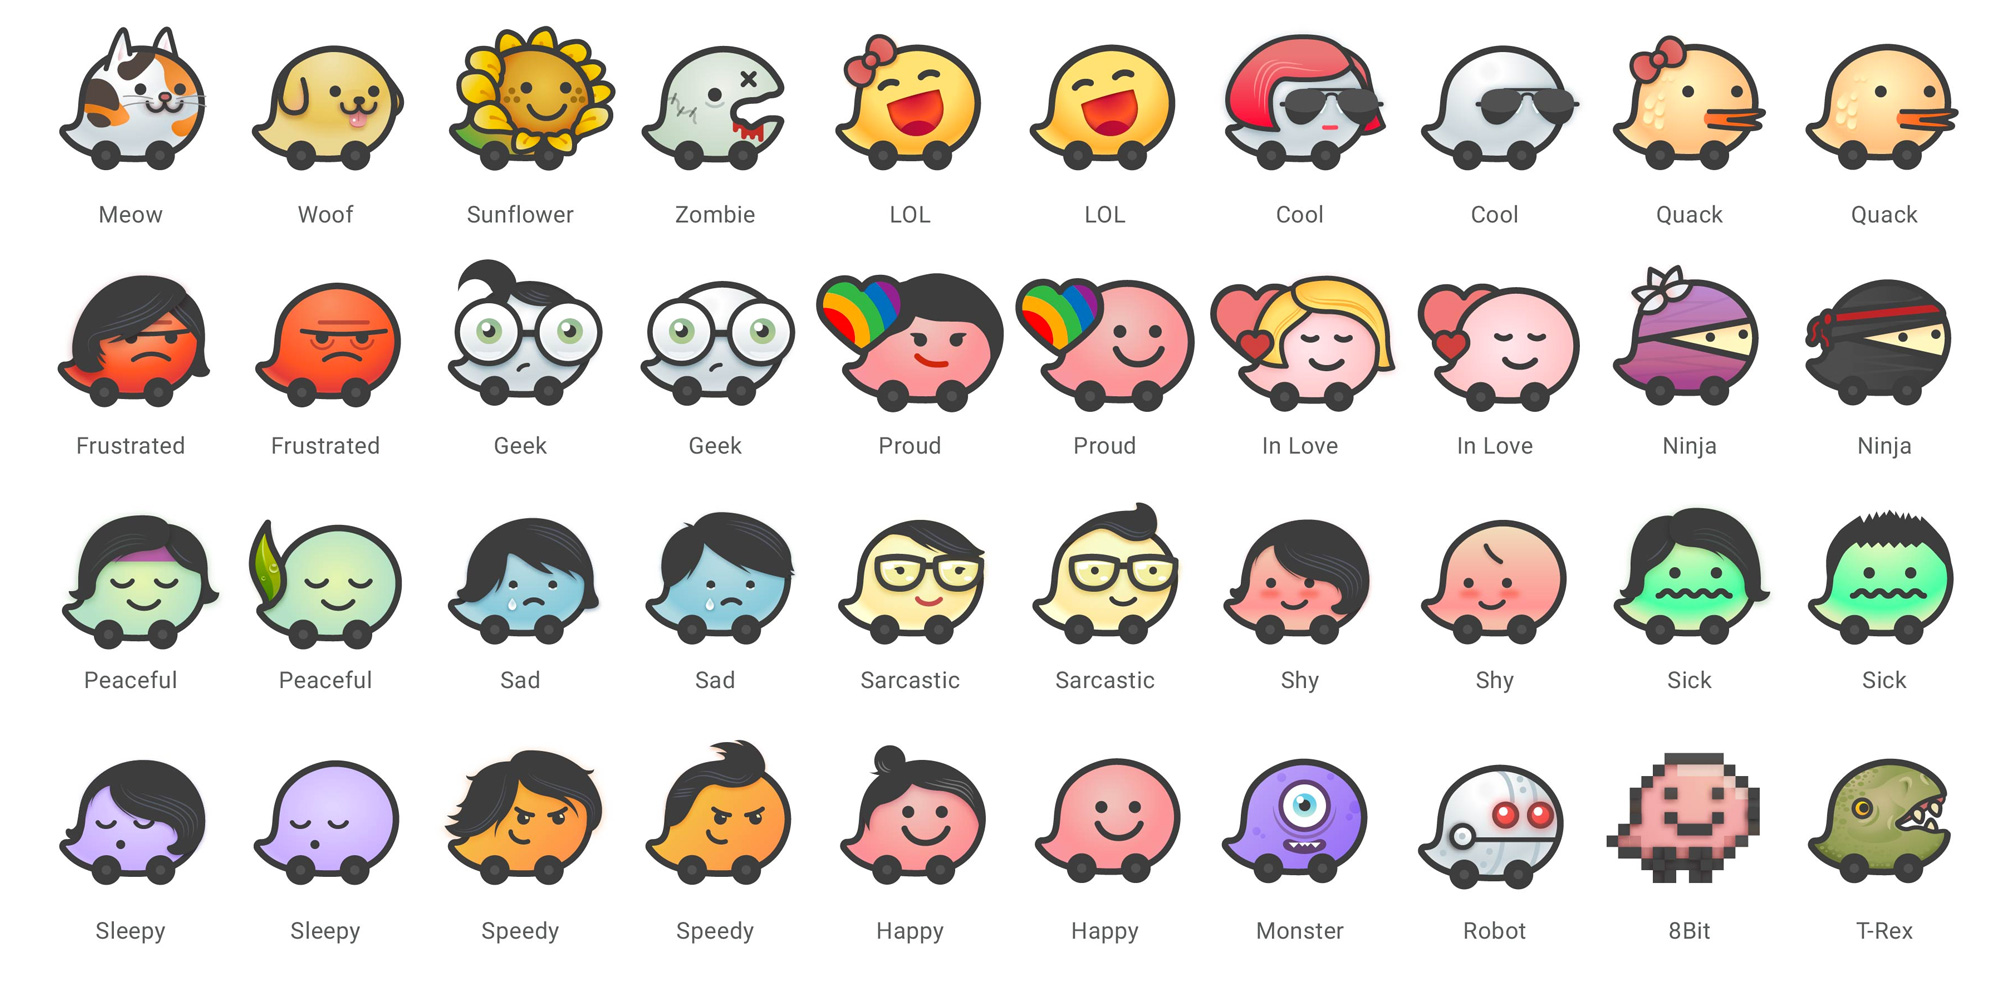 Meow Woof Sunflower Zombie LOL LOL Cool Cool Quack Quack
Frustrated Frustrated Geek Geek Proud Proud In Love In Love Ninja Ninja
Peaceful Peaceful Sad Sad Sarcastic Sarcastic Shy Shy Sick Sick
Sleepy Sleepy Speedy Speedy Happy Happy Monster Robot 8Bit T-Rex